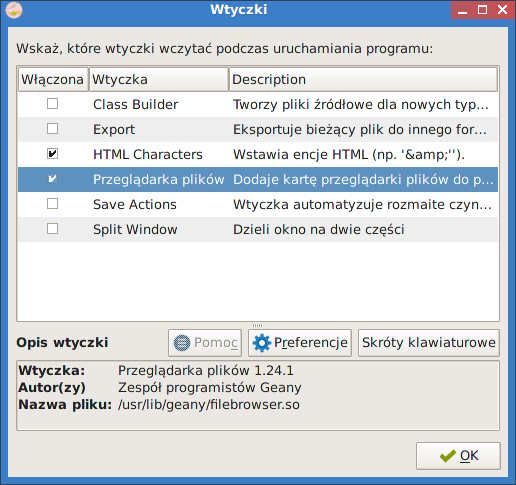 Wtyczki
Wskaż, które wtyczki wczytać podczas uruchamiania programu:
Włączona Wtyczka Description
Class Builder Tworzy pliki źródłowe dla nowych typ...
Export Eksportuje bieżący plik do innego for...
HTML Characters Wstawia encje HTML (np. '&amp;'').
Przeglądarka plików Dodaje kartę przeglądarki plików do p...
Save Actions Wtyczka automatyzuje rozmaite czyn...
Split Window Dzieli okno na dwie części
Opis wtyczki Pomoc Preferencje Skróty klawiaturowe
Wtyczka: Przeglądarka plików 1.24.1
Autor(zy) Zespół programistów Geany
Nazwa pliku: /usr/lib/geany/filebrowser.so
OK